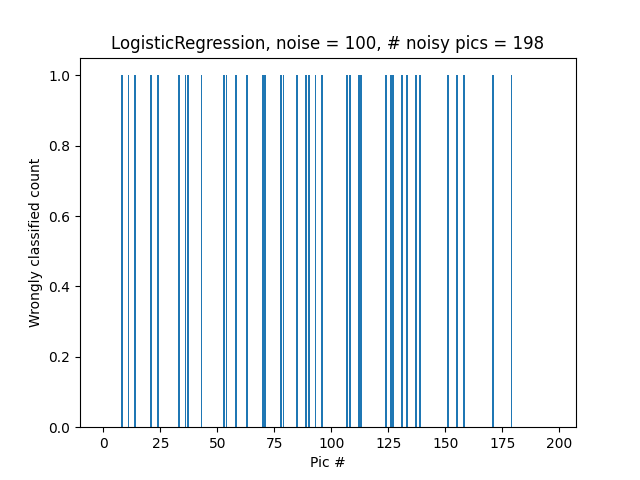 LogisticRegression, noise = 100, # noisy pics = 198
1.0
0.8
0.6
0.4
0.2
0.0
Wrongly classified count
0 25 50 75 100 125 150 175 200
Pic #